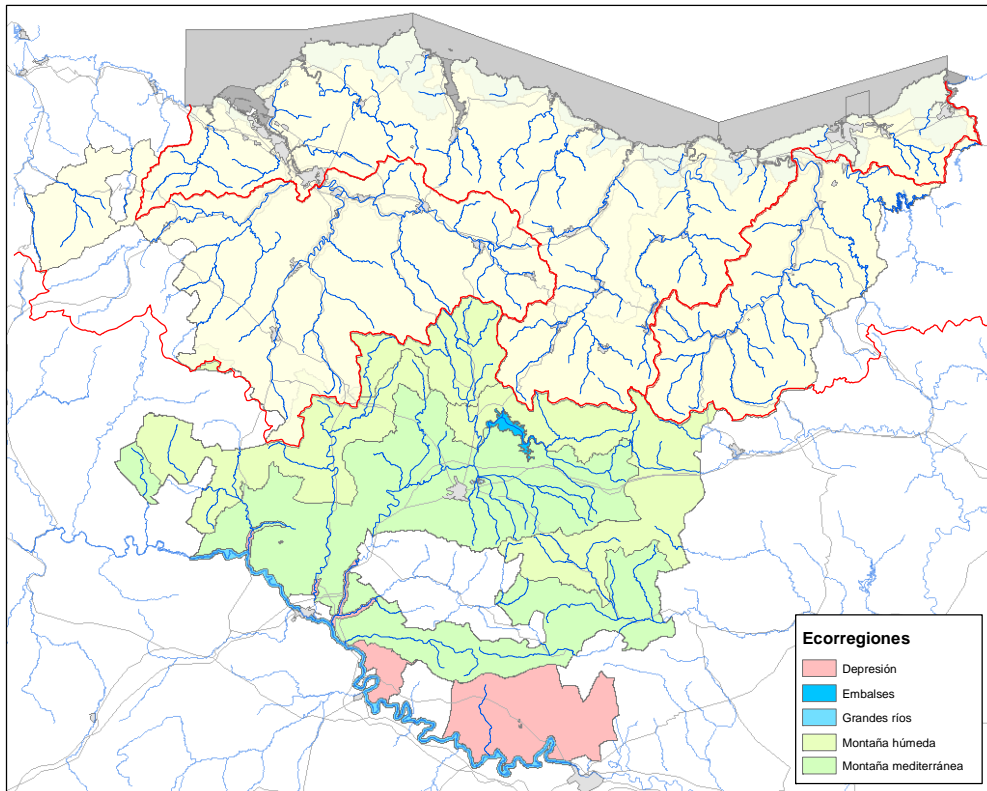 Ecorregiones
Depresión
Embalses
Grandes ríos
Montaña húmeda
Montaña mediterránea